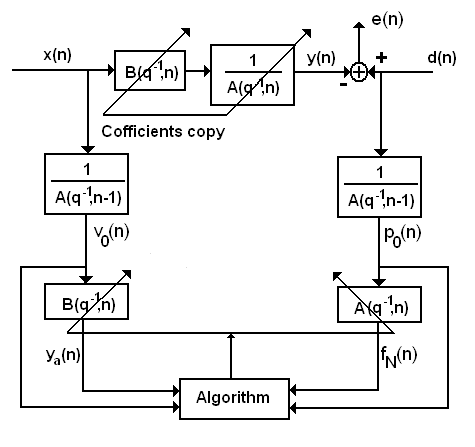 e(n)
x(n)
B(q⁻¹,n)
1
A(q⁻¹,n)
y(n)
+
-
d(n)
Cofficients copy
1
A(q⁻¹,n-1)
1
A(q⁻¹,n-1)
v₀(n)
p₀(n)
B(q⁻¹,n)
A(q⁻¹,n)
yₐ(n)
f_N(n)
Algorithm